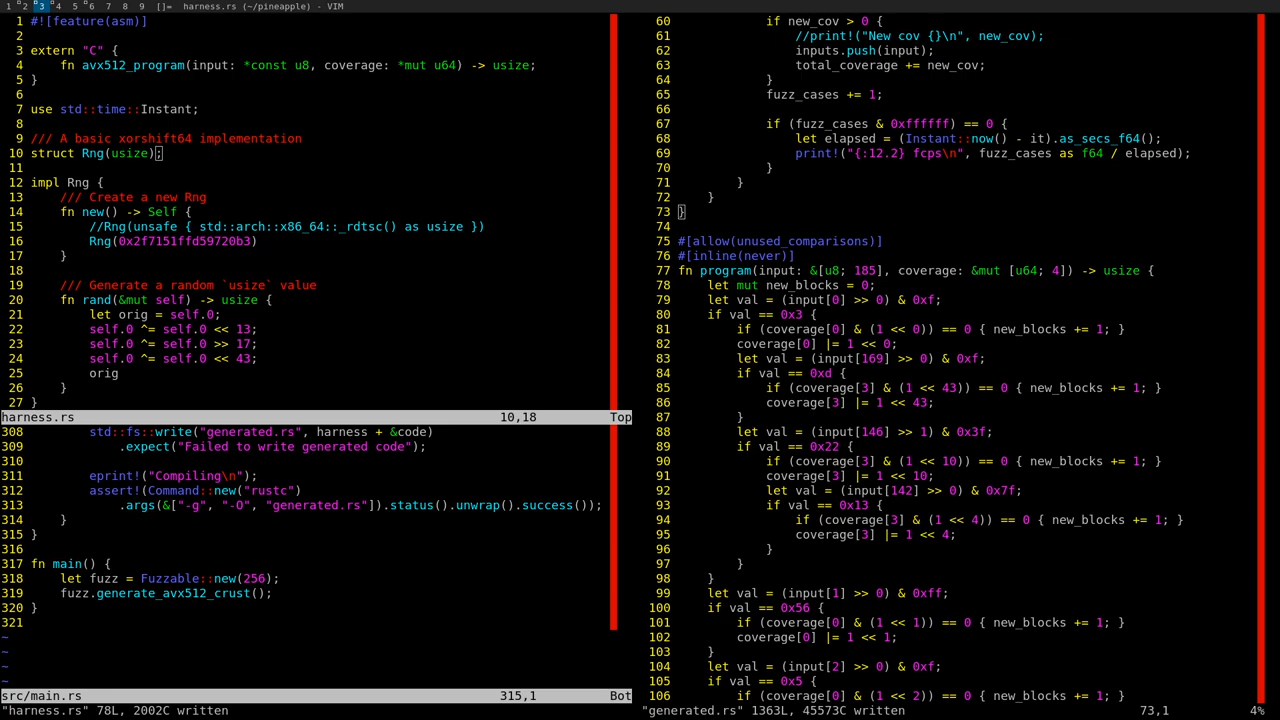 1 2 3 4 5 6 7 8 9 []= harness.rs (~/pineapple) - VIM
1 #![feature(asm)]
2
3 extern "C" {
4     fn avx512_program(input: *const u8, coverage: *mut u64) -> usize;
5 }
6
7 use std::time::Instant;
8
9 /// A basic xorshift64 implementation
10 struct Rng(usize);
11
12 impl Rng {
13     /// Create a new Rng
14     fn new() -> Self {
15         //Rng(unsafe { std::arch::x86_64::_rdtsc() as usize })
16         Rng(0x2f7151ffd59720b3)
17     }
18
19     /// Generate a random `usize` value
20     fn rand(&mut self) -> usize {
21         let orig = self.0;
22         self.0 ^= self.0 << 13;
23         self.0 ^= self.0 >> 17;
24         self.0 ^= self.0 << 43;
25         orig
26     }
27 }
harness.rs 10,18 Top
308         std::fs::write("generated.rs", harness + &code)
309             .expect("Failed to write generated code");
310
311         eprint!("Compiling\n");
312         assert!(Command::new("rustc")
313             .args(&["-g", "-O", "generated.rs"]).status().unwrap().success());
314     }
315 }
316
317 fn main() {
318     let fuzz = Fuzzable::new(256);
319     fuzz.generate_avx512_crust();
320 }
321
~
~
~
~
src/main.rs 315,1 Bot
"harness.rs" 78L, 2002C written
60             if new_cov > 0 {
61                 //print!("New cov {}\n", new_cov);
62                 inputs.push(input);
63                 total_coverage += new_cov;
64             }
65             fuzz_cases += 1;
66
67             if (fuzz_cases & 0xffffff) == 0 {
68                 let elapsed = (Instant::now() - it).as_secs_f64();
69                 print!("{:12.2} fcps\n", fuzz_cases as f64 / elapsed);
70             }
71         }
72     }
73 }
74
75 #[allow(unused_comparisons)]
76 #[inline(never)]
77 fn program(input: &[u8; 185], coverage: &mut [u64; 4]) -> usize {
78     let mut new_blocks = 0;
79     let val = (input[0] >> 0) & 0xf;
80     if val == 0x3 {
81         if (coverage[0] & (1 << 0)) == 0 { new_blocks += 1; }
82         coverage[0] |= 1 << 0;
83         let val = (input[169] >> 0) & 0xf;
84         if val == 0xd {
85             if (coverage[3] & (1 << 43)) == 0 { new_blocks += 1; }
86             coverage[3] |= 1 << 43;
87         }
88         let val = (input[146] >> 1) & 0x3f;
89         if val == 0x22 {
90             if (coverage[3] & (1 << 10)) == 0 { new_blocks += 1; }
91             coverage[3] |= 1 << 10;
92             let val = (input[142] >> 0) & 0x7f;
93             if val == 0x13 {
94                 if (coverage[3] & (1 << 4)) == 0 { new_blocks += 1; }
95                 coverage[3] |= 1 << 4;
96             }
97         }
98     }
99     let val = (input[1] >> 0) & 0xff;
100     if val == 0x56 {
101         if (coverage[0] & (1 << 1)) == 0 { new_blocks += 1; }
102         coverage[0] |= 1 << 1;
103     }
104     let val = (input[2] >> 0) & 0xf;
105     if val == 0x5 {
106         if (coverage[0] & (1 << 2)) == 0 { new_blocks += 1; }
"generated.rs" 1363L, 45573C written 73,1 4%